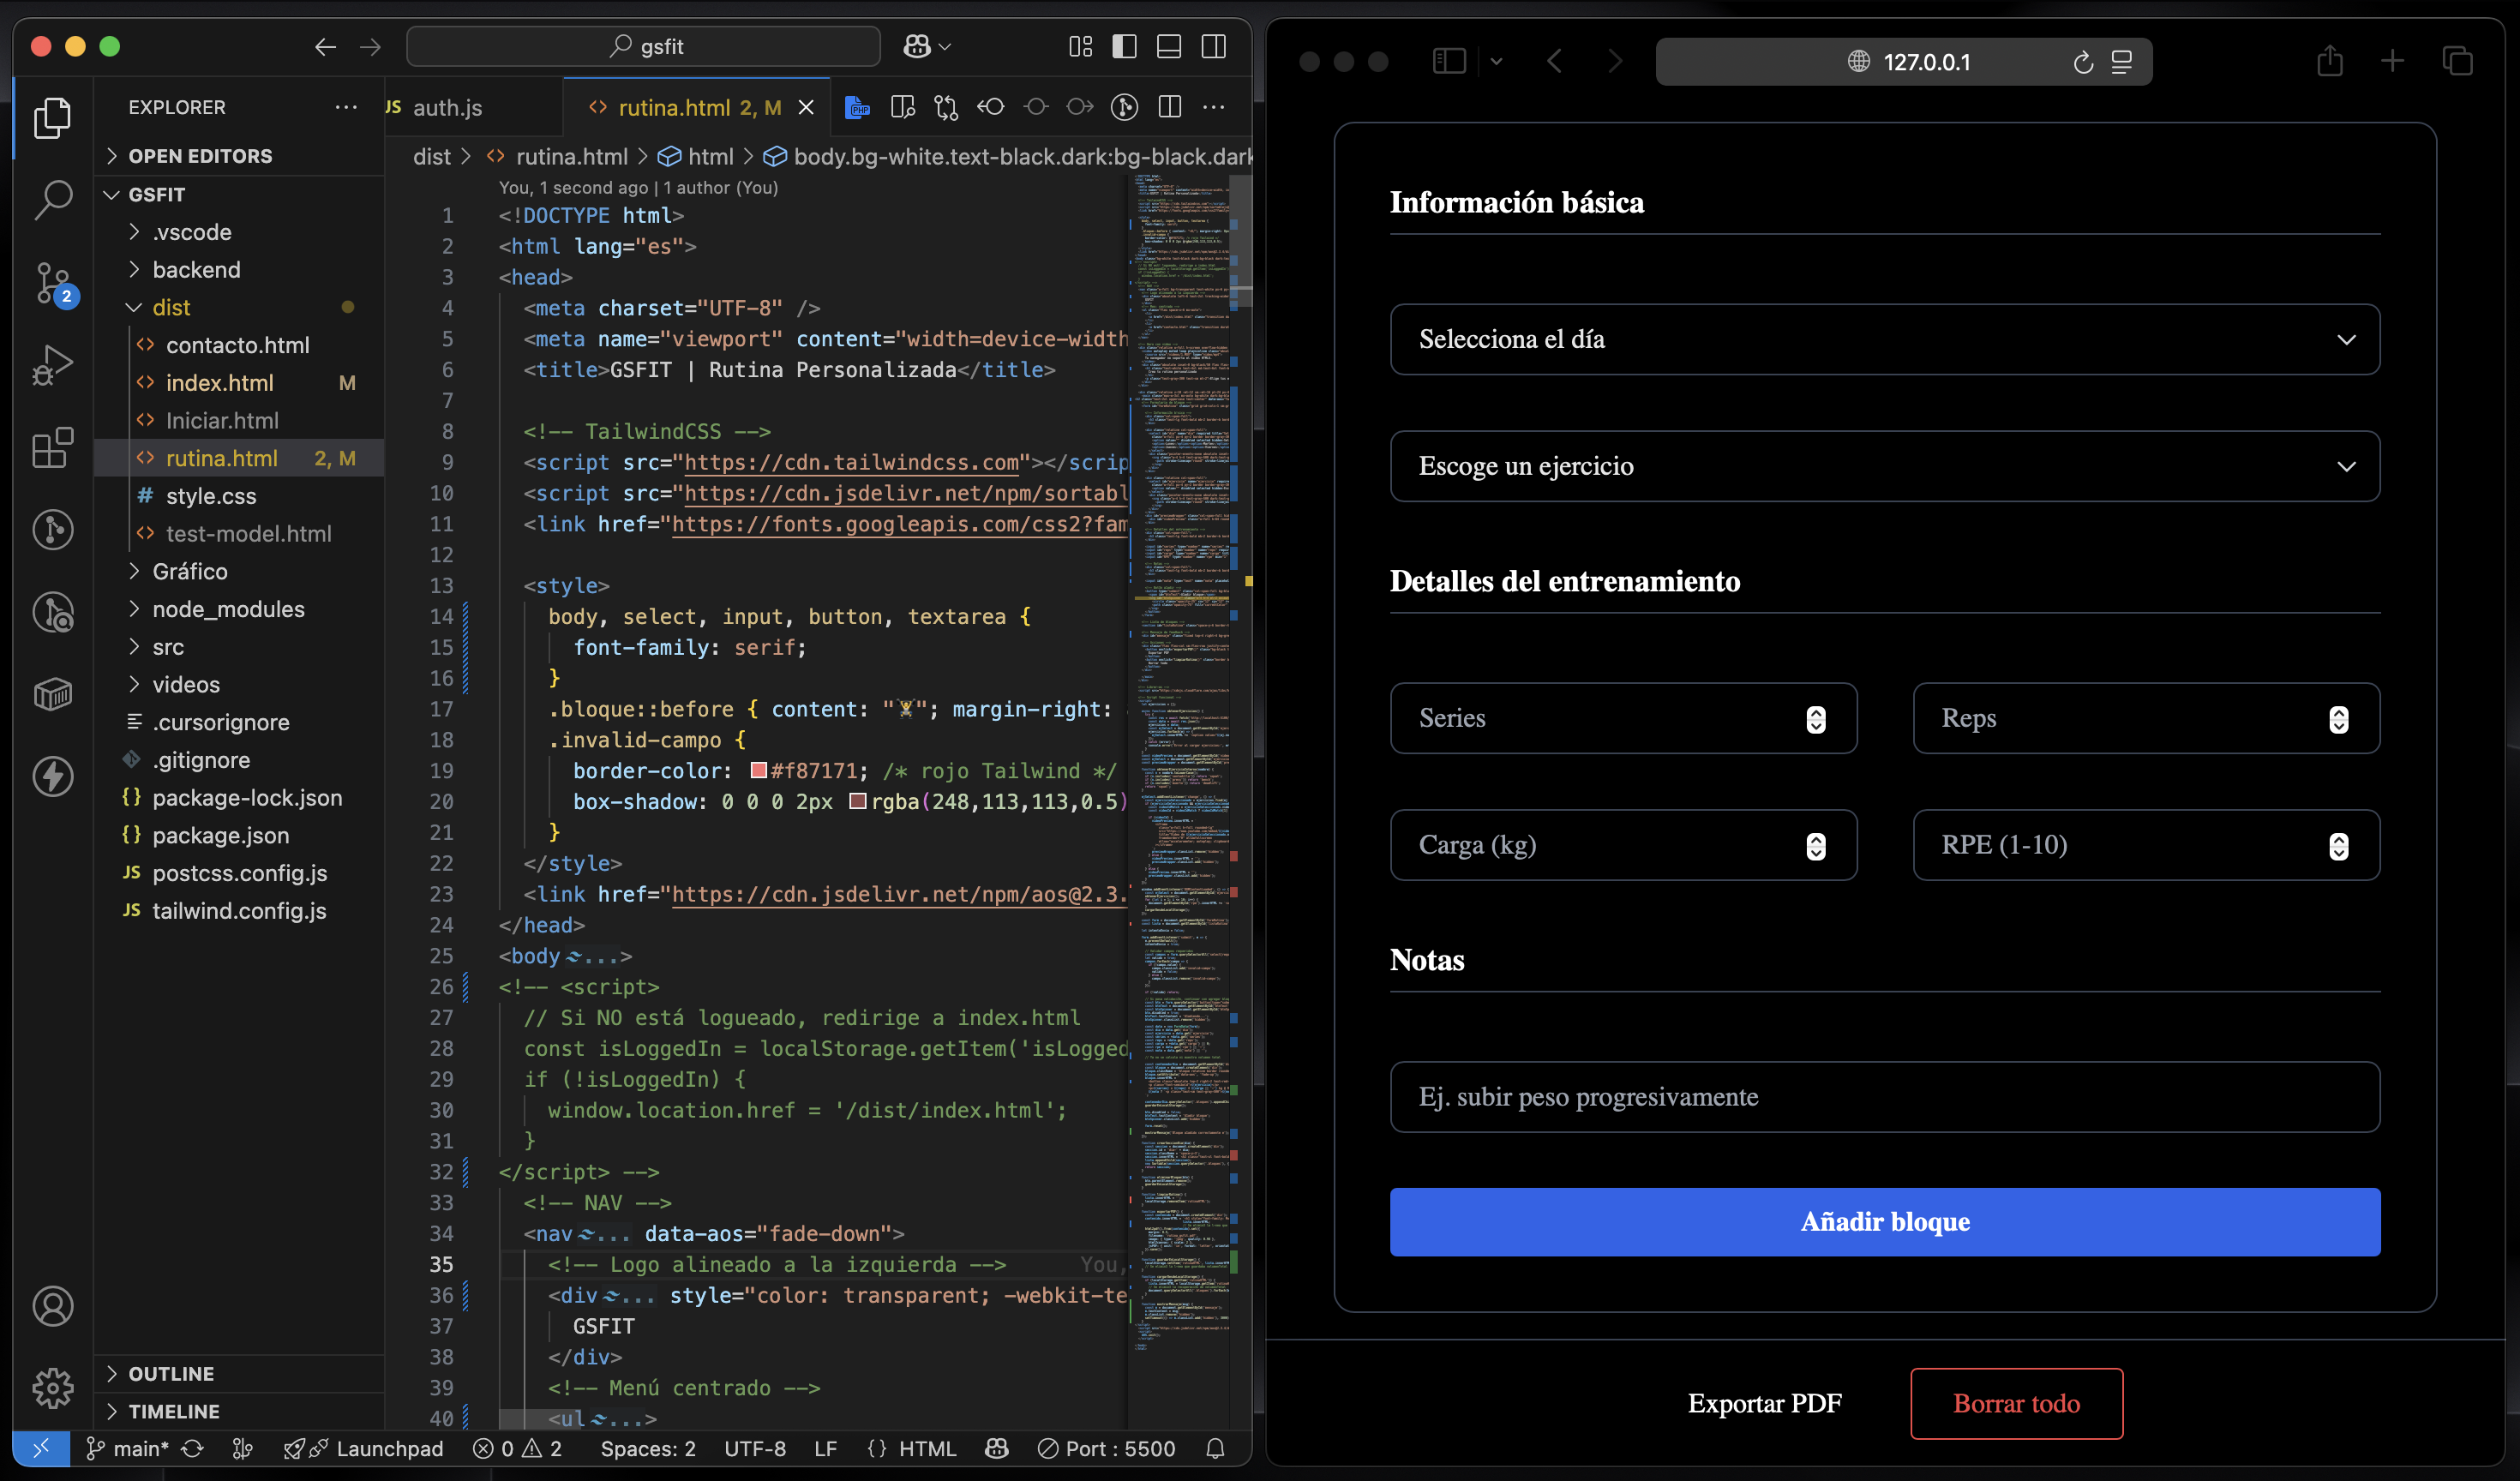 gsfit
EXPLORER
OPEN EDITORS
GSFIT
.vscode
backend
dist
contacto.html
index.html M
Iniciar.html
rutina.html 2, M
style.css
test-model.html
Gráfico
node_modules
src
videos
.cursorignore
.gitignore
package-lock.json
package.json
JS postcss.config.js
JS tailwind.config.js
OUTLINE
TIMELINE
2
JS auth.js
rutina.html 2, M
dist > rutina.html > html > body.bg-white.text-black.dark:bg-black.dark
You, 1 second ago | 1 author (You)
1 <!DOCTYPE html>
2 <html lang="es">
3 <head>
4 <meta charset="UTF-8" />
5 <meta name="viewport" content="width=device-width
6 <title>GSFIT | Rutina Personalizada</title>
7
8 <!-- TailwindCSS -->
9 <script src="https://cdn.tailwindcss.com"></scrip
10 <script src="https://cdn.jsdelivr.net/npm/sortabl
11 <link href="https://fonts.googleapis.com/css2?fam
12
13 <style>
14 body, select, input, button, textarea {
15 font-family: serif;
16 }
17 .bloque::before { content: "🏋️"; margin-right:
18 .invalid-campo {
19 border-color: #f87171; /* rojo Tailwind */
20 box-shadow: 0 0 0 2px rgba(248,113,113,0.5)
21 }
22 </style>
23 <link href="https://cdn.jsdelivr.net/npm/aos@2.3.
24 </head>
25 <body...>
26 <!-- <script>
27 // Si NO está logueado, redirige a index.html
28 const isLoggedIn = localStorage.getItem('isLogged
29 if (!isLoggedIn) {
30 window.location.href = '/dist/index.html';
31 }
32 </script> -->
33 <!-- NAV -->
34 <nav... data-aos="fade-down">
35 <!-- Logo alineado a la izquierda --> You,
36 <div... style="color: transparent; -webkit-te
37 GSFIT
38 </div>
39 <!-- Menú centrado -->
40 <ul...>
main* Launchpad 0 2 Spaces: 2 UTF-8 LF {} HTML Port : 5500
127.0.0.1
Información básica
Selecciona el día
Escoge un ejercicio
Detalles del entrenamiento
Series
Reps
Carga (kg)
RPE (1-10)
Notas
Ej. subir peso progresivamente
Añadir bloque
Exportar PDF
Borrar todo